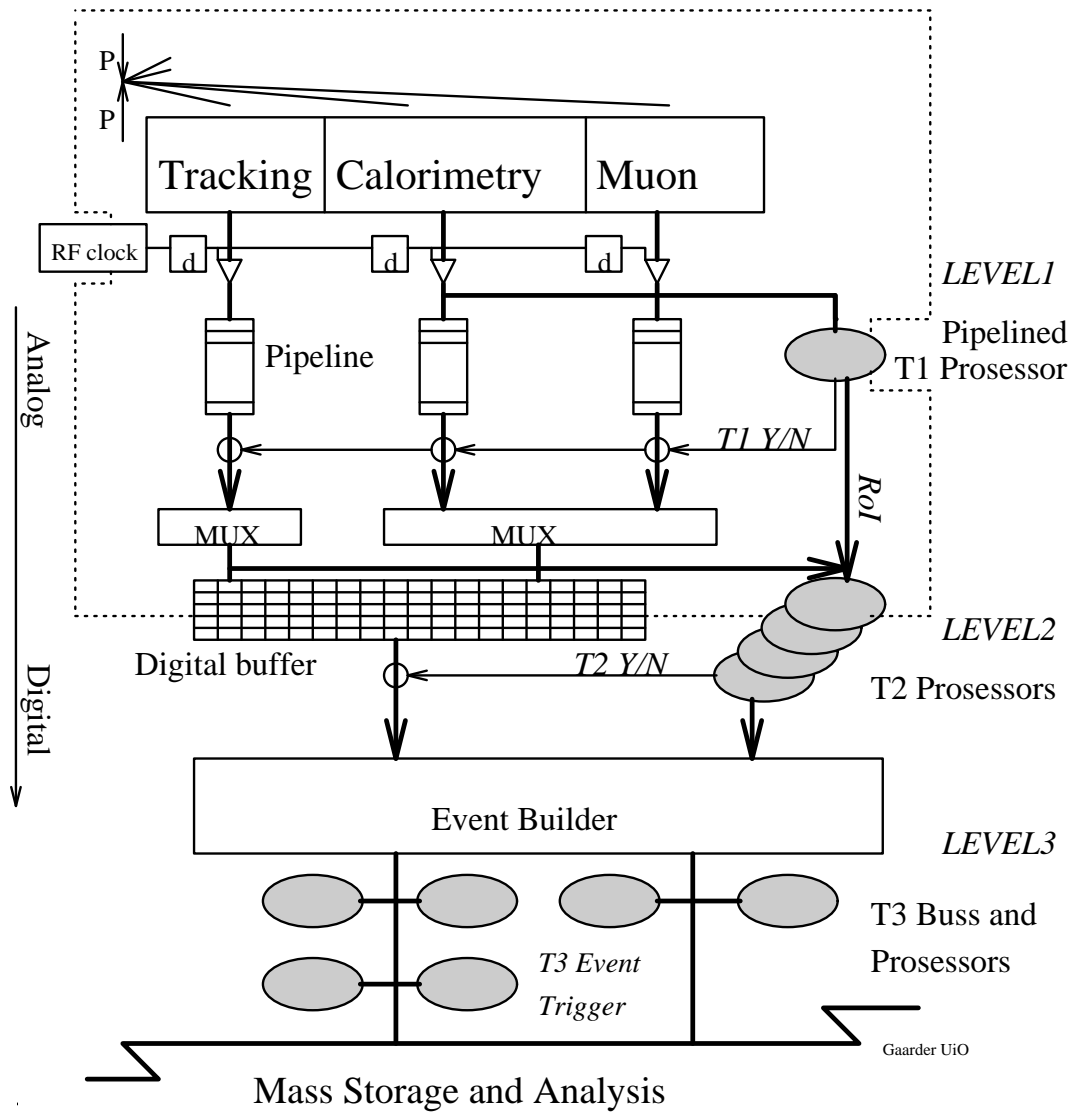 P
P
Tracking
Calorimetry
Muon
RF clock
d
d
d
LEVEL1
Analog
Pipeline
Pipelined
T1 Prosessor
T1 Y/N
RoI
MUX
MUX
LEVEL2
Digital buffer
T2 Y/N
T2 Prosessors
Digital
Event Builder
LEVEL3
T3 Buss and
Prosessors
T3 Event
Trigger
Gaarder UiO
Mass Storage and Analysis